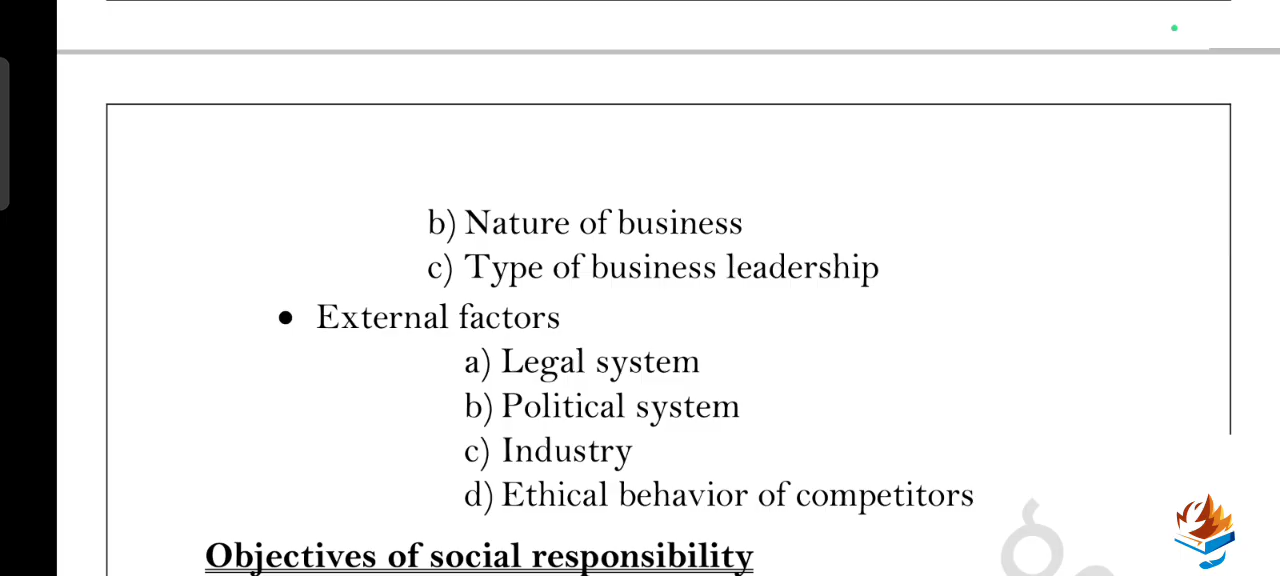 b) Nature of business
c) Type of business leadership
• External factors
a) Legal system
b) Political system
c) Industry
d) Ethical behavior of competitors
Objectives of social responsibility